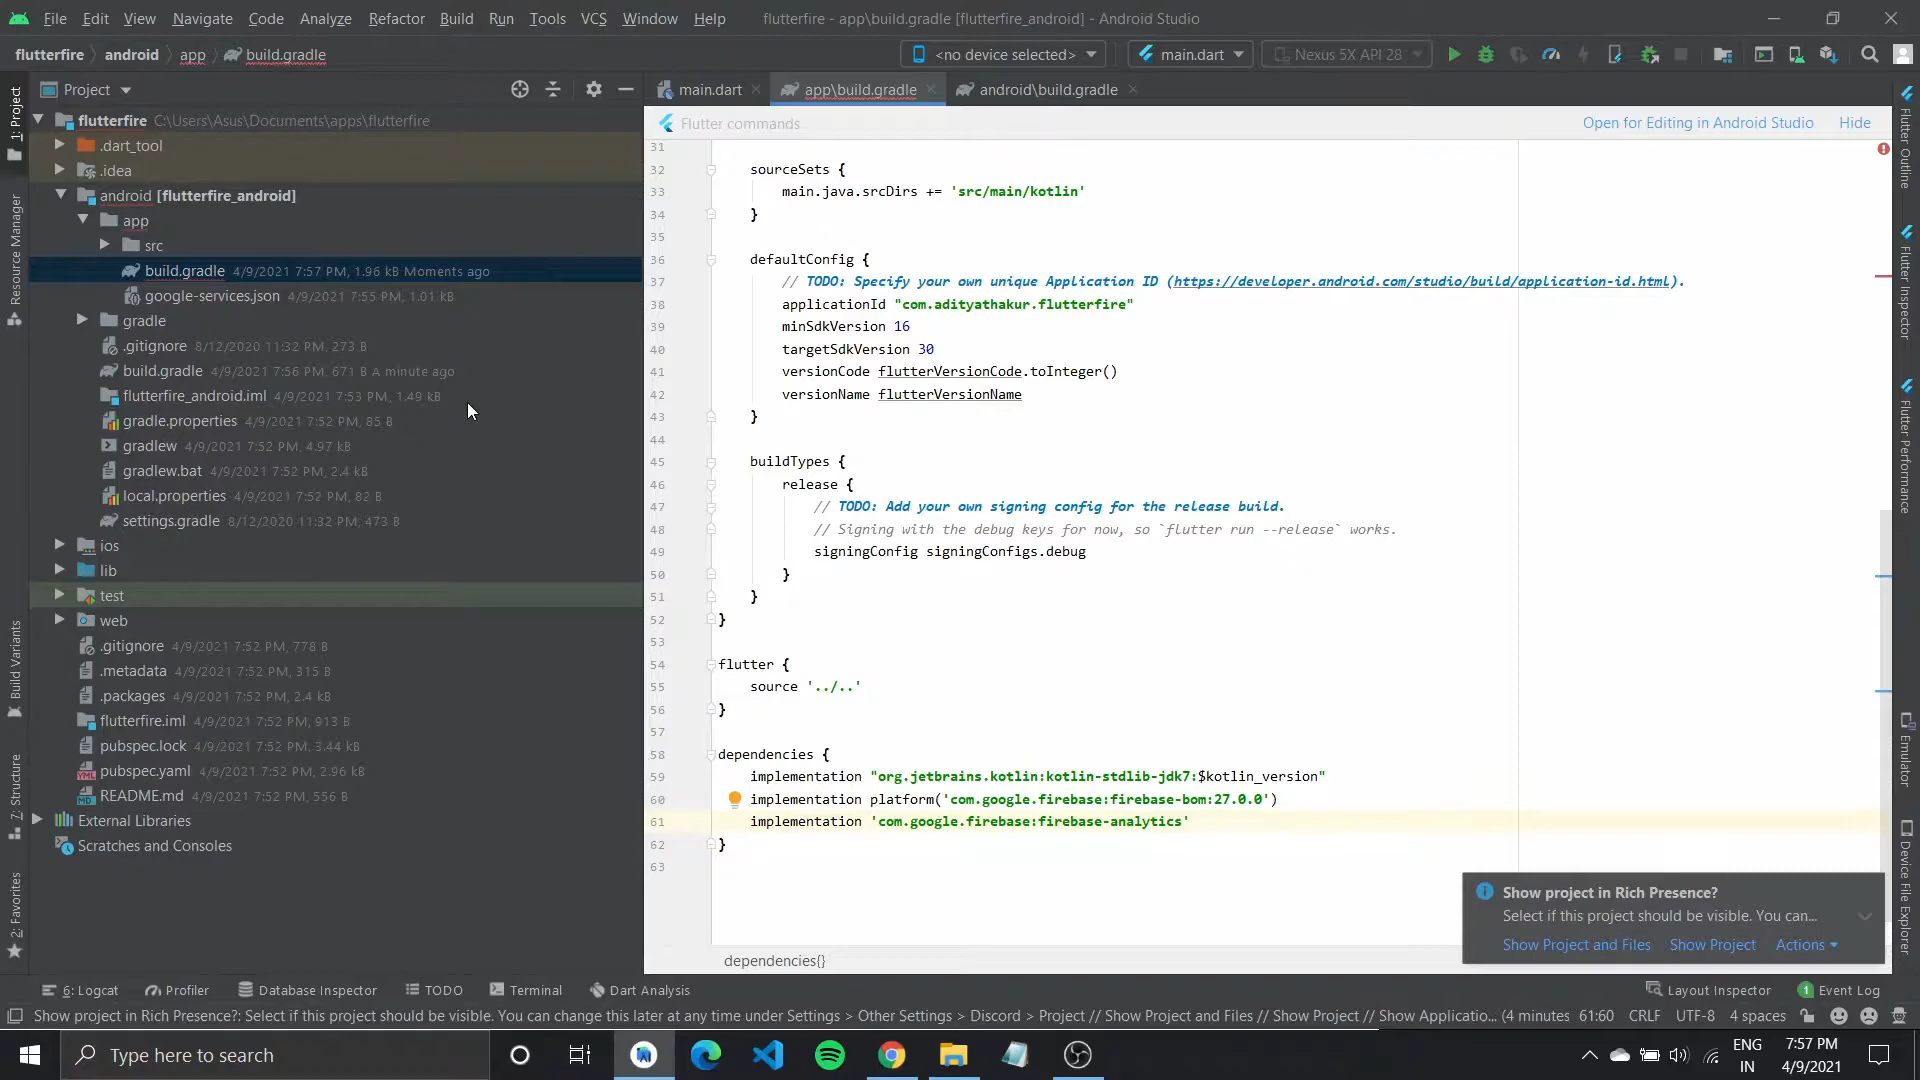 File Edit View Navigate Code Analyze Refactor Build Run Tools VCS Window Help flutterfire - app\build.gradle [flutterfire_android] - Android Studio
flutterfire android app build.gradle <no device selected> main.dart Nexus 5X API 28
Project main.dart app\build.gradle android\build.gradle
Flutter commands Open for Editing in Android Studio Hide
flutterfire C:\Users\Asus\Documents\apps\flutterfire
.dart_tool
.idea
android [flutterfire_android]
app
src
build.gradle 4/9/2021 7:57 PM, 1.96 kB Moments ago
google-services.json 4/9/2021 7:55 PM, 1.01 kB
gradle
.gitignore 8/12/2020 11:32 PM, 273 B
build.gradle 4/9/2021 7:56 PM, 671 B A minute ago
flutterfire_android.iml 4/9/2021 7:53 PM, 1.49 kB
gradle.properties 4/9/2021 7:52 PM, 85 B
gradlew 4/9/2021 7:52 PM, 4.97 kB
gradlew.bat 4/9/2021 7:52 PM, 2.4 kB
local.properties 4/9/2021 7:52 PM, 82 B
settings.gradle 8/12/2020 11:32 PM, 473 B
ios
lib
test
web
.gitignore 4/9/2021 7:52 PM, 778 B
.metadata 4/9/2021 7:52 PM, 315 B
.packages 4/9/2021 7:52 PM, 2.4 kB
flutterfire.iml 4/9/2021 7:52 PM, 913 B
pubspec.lock 4/9/2021 7:52 PM, 3.44 kB
pubspec.yaml 4/9/2021 7:52 PM, 2.96 kB
README.md 4/9/2021 7:52 PM, 556 B
External Libraries
Scratches and Consoles
1: Project
Resource Manager
Build Variants
7: Structure
2: Favorites
31
32 sourceSets {
33 main.java.srcDirs += 'src/main/kotlin'
34 }
35
36 defaultConfig {
37 // TODO: Specify your own unique Application ID (https://developer.android.com/studio/build/application-id.html).
38 applicationId "com.adityathakur.flutterfire"
39 minSdkVersion 16
40 targetSdkVersion 30
41 versionCode flutterVersionCode.toInteger()
42 versionName flutterVersionName
43 }
44
45 buildTypes {
46 release {
47 // TODO: Add your own signing config for the release build.
48 // Signing with the debug keys for now, so `flutter run --release` works.
49 signingConfig signingConfigs.debug
50 }
51 }
52 }
53
54 flutter {
55 source '../..'
56 }
57
58 dependencies {
59 implementation "org.jetbrains.kotlin:kotlin-stdlib-jdk7:$kotlin_version"
60 implementation platform('com.google.firebase:firebase-bom:27.0.0')
61 implementation 'com.google.firebase:firebase-analytics'
62 }
63
dependencies{}
Flutter Outline
Flutter Inspector
Flutter Performance
Emulator
Device File Explorer
Show project in Rich Presence?
Select if this project should be visible. You can...
Show Project and Files Show Project Actions
6: Logcat Profiler Database Inspector TODO Terminal Dart Analysis Layout Inspector 1 Event Log
Show project in Rich Presence?: Select if this project should be visible. You can change this later at any time under Settings > Other Settings > Discord > Project // Show Project and Files // Show Project // Show Applicatio... (4 minutes 61:60 CRLF UTF-8 4 spaces
Type here to search
ENG
IN
7:57 PM
4/9/2021